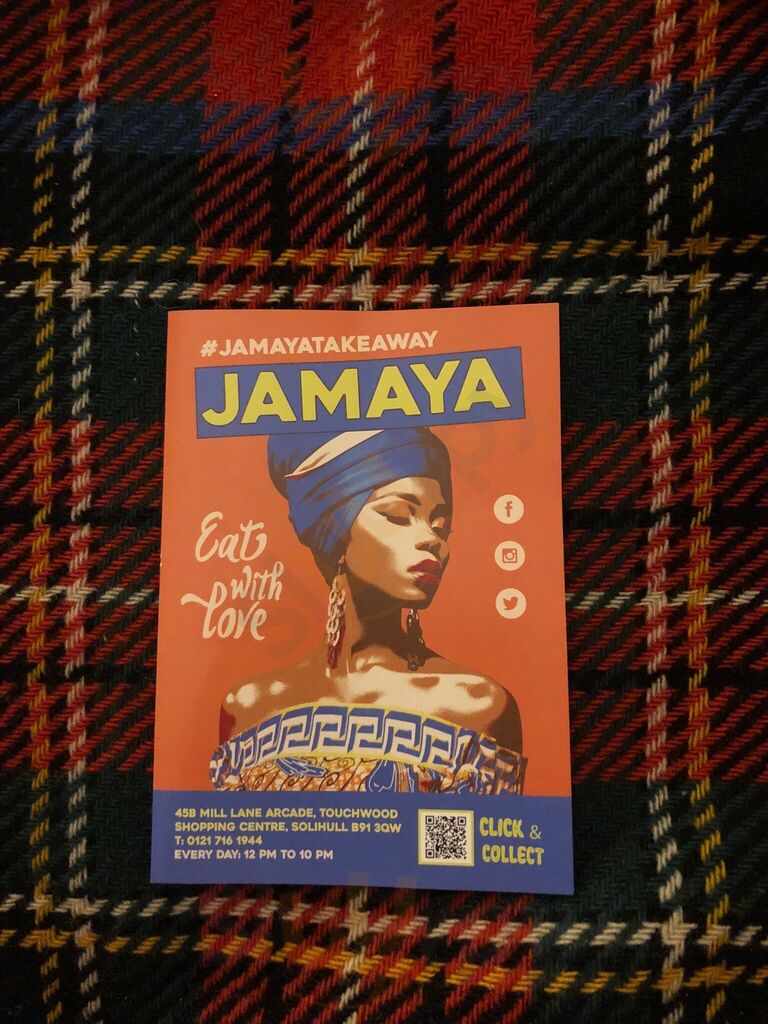 #JAMAYATAKEAWAY
JAMAYA
Eat
with
love
45B MILL LANE ARCADE, TOUCHWOOD
SHOPPING CENTRE, SOLIHULL B91 3QW
T: 0121 716 1944
EVERY DAY: 12 PM TO 10 PM
CLICK &
COLLECT